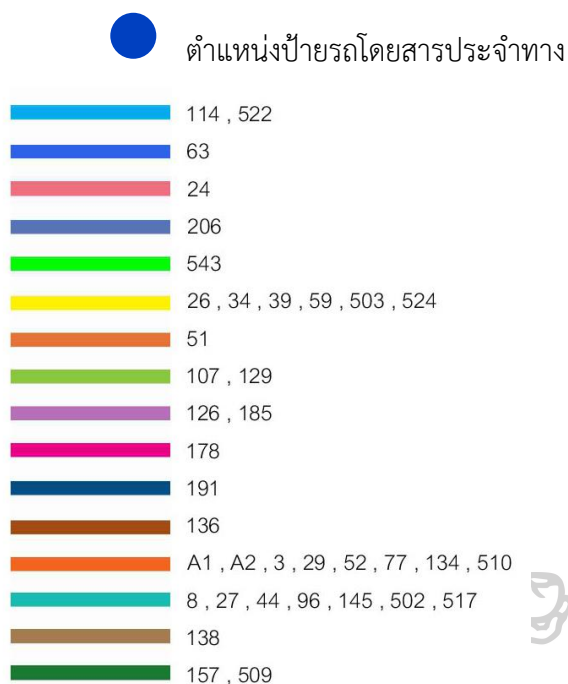 ตำแหน่งป้ายรถโดยสารประจำทาง
114 , 522
63
24
206
543
26 , 34 , 39 , 59 , 503 , 524
51
107 , 129
126 , 185
178
191
136
A1 , A2 , 3 , 29 , 52 , 77 , 134 , 510
8 , 27 , 44 , 96 , 145 , 502 , 517
138
157 , 509